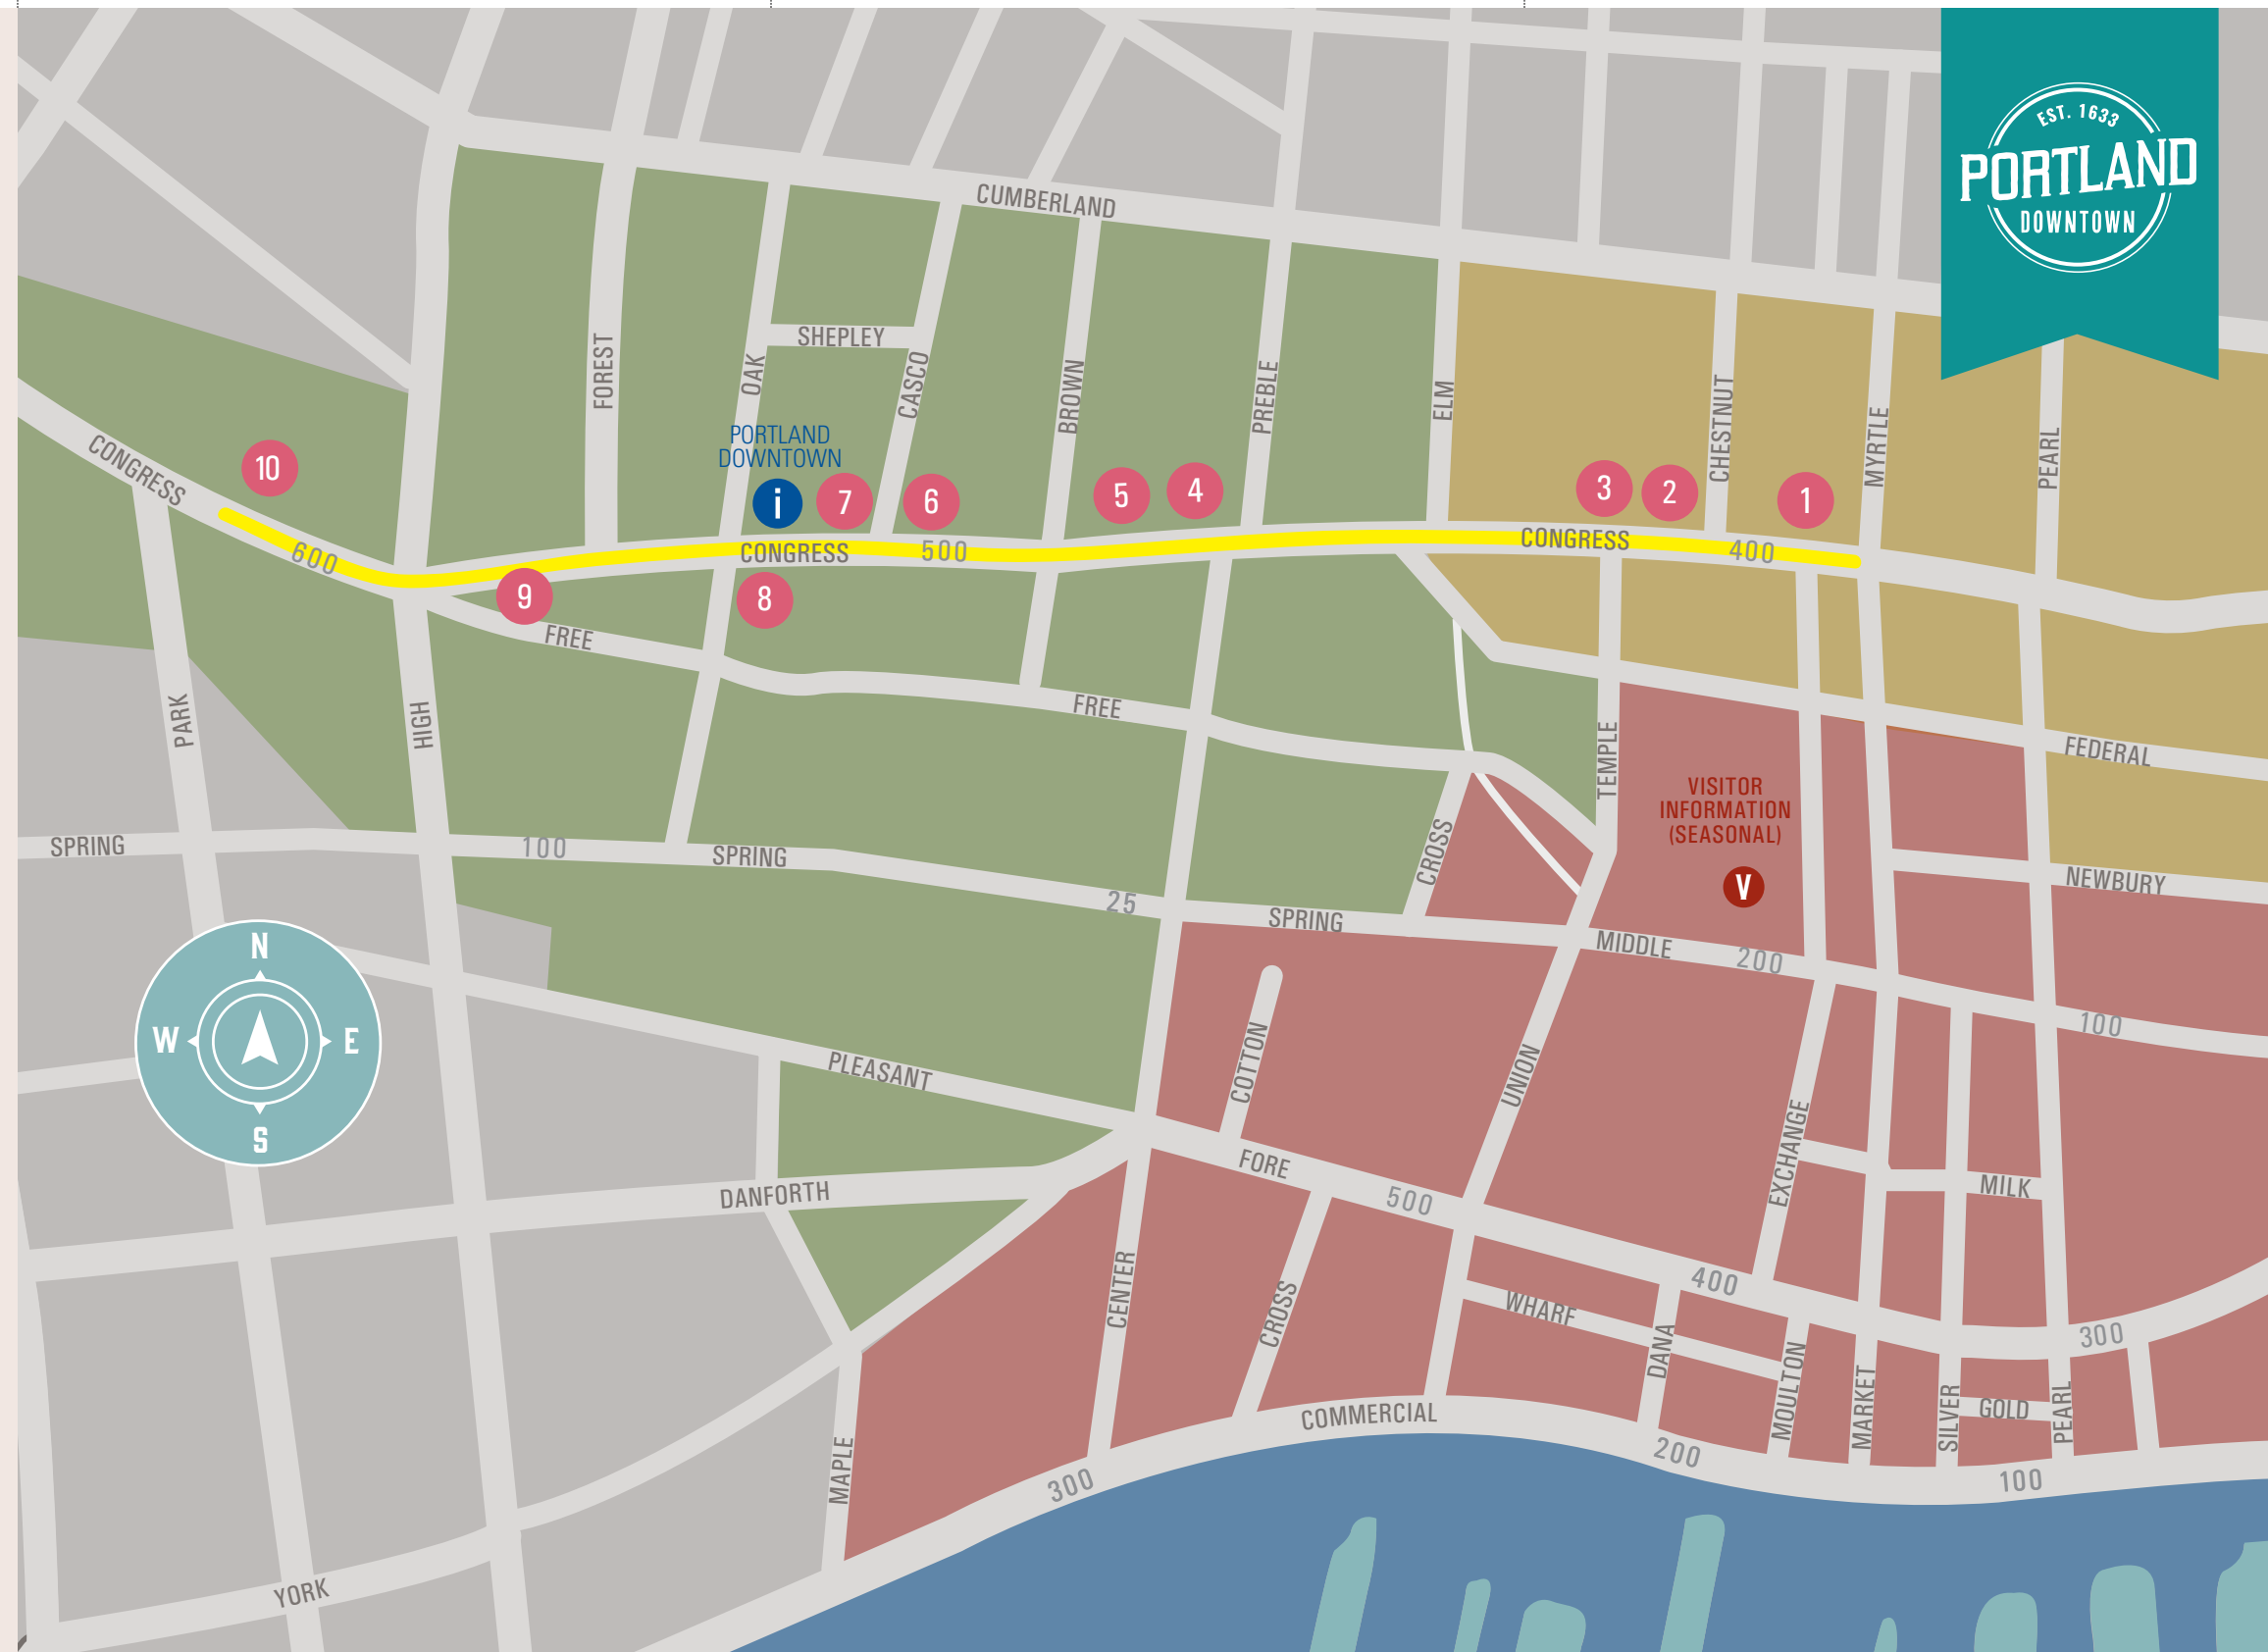 EST. 1633
PORTLAND
DOWNTOWN
CUMBERLAND
SHEPLEY
FOREST
OAK
CASCO
BROWN
PREBLE
ELM
CHESTNUT
MYRTLE
PEARL
PORTLAND
DOWNTOWN
i
CONGRESS
10
7
6
5
4
3
2
1
600
CONGRESS
500
CONGRESS
400
9
8
FREE
FREE
PARK
HIGH
TEMPLE
FEDERAL
VISITOR
INFORMATION
(SEASONAL)
V
SPRING
100
SPRING
25
SPRING
CROSS
MIDDLE
200
NEWBURY
100
N
W
E
S
PLEASANT
COTTON
UNION
EXCHANGE
DANFORTH
FORE
500
MILK
CENTER
CROSS
400
WHARF
DANA
MOULTON
MARKET
SILVER
GOLD
PEARL
300
COMMERCIAL
MAPLE
300
200
100
YORK